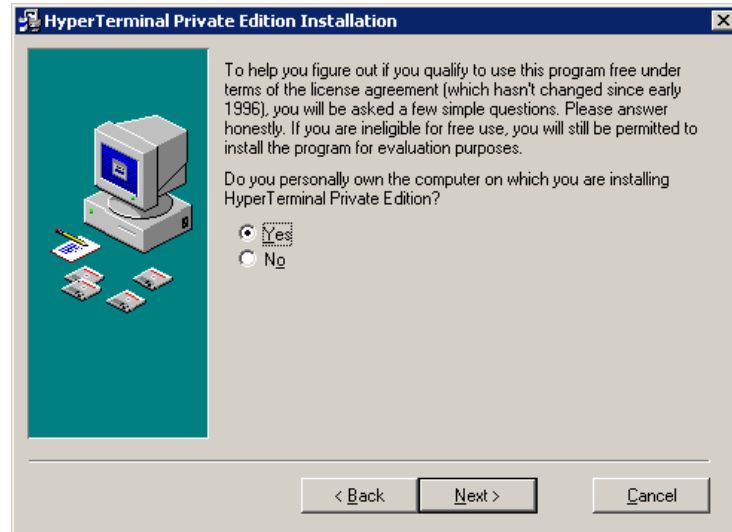 HyperTerminal Private Edition Installation
To help you figure out if you qualify to use this program free under
terms of the license agreement (which hasn't changed since early
1996), you will be asked a few simple questions. Please answer
honestly. If you are ineligible for free use, you will still be permitted to
install the program for evaluation purposes.
Do you personally own the computer on which you are installing
HyperTerminal Private Edition?
Yes
No
< Back
Next >
Cancel